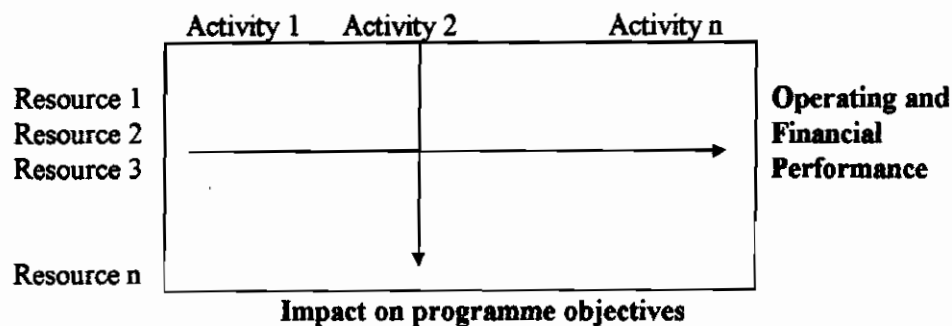 Activity 1 Activity 2 Activity n
Resource 1
Resource 2
Resource 3
Resource n
Operating and
Financial
Performance
Impact on programme objectives